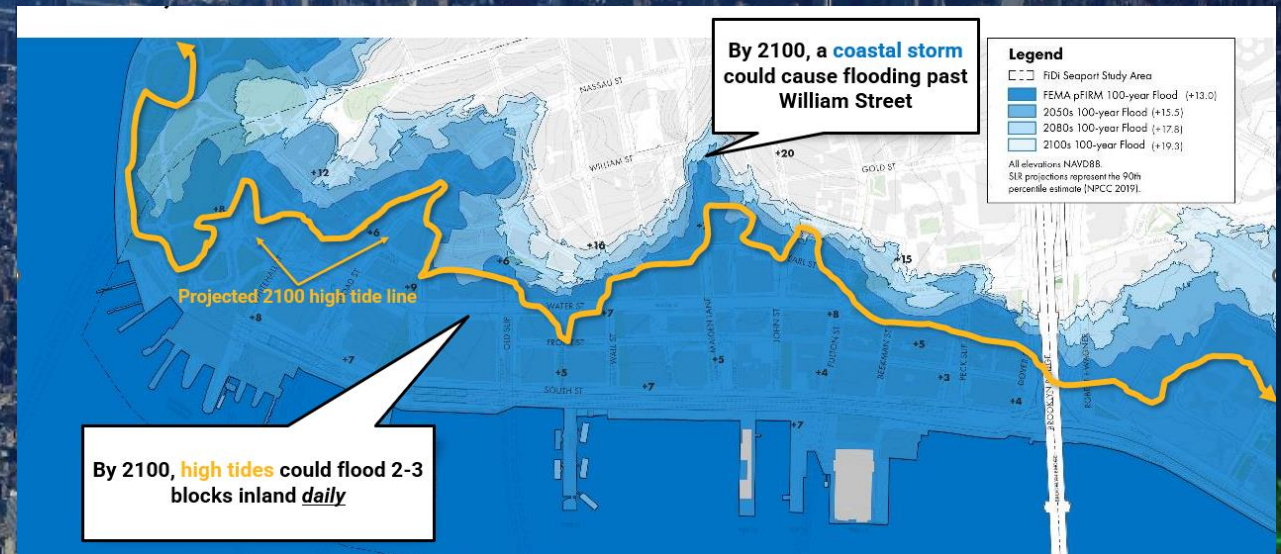 By 2100, a coastal storm
could cause flooding past
William Street
Legend
FiDi Seaport Study Area
FEMA pFIRM 100-year Flood (+13.0)
2050s 100-year Flood (+15.5)
2080s 100-year Flood (+17.8)
2100s 100-year Flood (+19.3)
All elevations NAVD88.
SLR projections represent the 90th
percentile estimate (NPCC 2019).
NASSAU ST
WILLIAM ST
+20
GOLD ST
+12
+8
+6
+16
+6
+15
Projected 2100 high tide line
+9
WATER ST
+7
+8
+8
OLD SLIP
FRONT ST
WALL ST
MAIDEN LANE
JOHN ST
FULTON ST
BEEKMAN ST
+5
PECK SLIP
DOVER
BROOKLYN BRIDGE
+7
+5
+5
+4
+3
SOUTH ST
+7
+4
+7
By 2100, high tides could flood 2-3
blocks inland daily